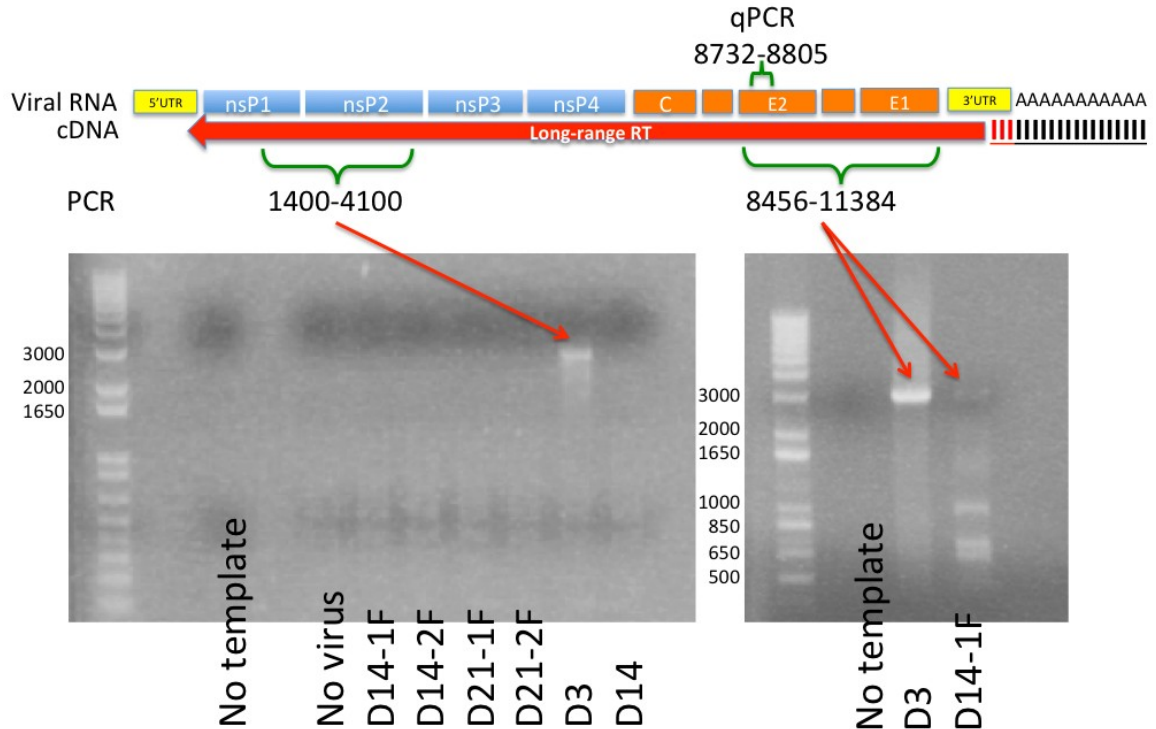 qPCR
8732-8805
Viral RNA
5'UTR
nsP1
nsP2
nsP3
nsP4
C
E2
E1
3'UTR
AAAAAAAAAAA
cDNA
Long-range RT
PCR
1400-4100
8456-11384
3000
2000
1650
No template
No virus
D14-1F
D14-2F
D21-1F
D21-2F
D3
D14
3000
2000
1650
1000
850
650
500
No template
D3
D14-1F